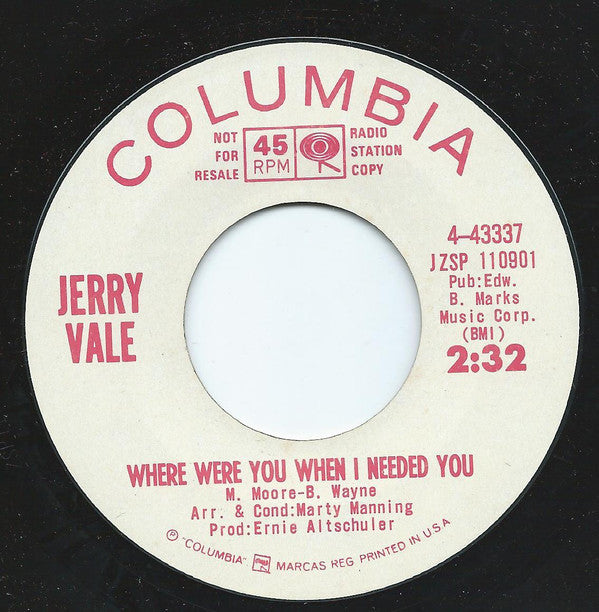 COLUMBIA
NOT FOR RESALE
45 RPM
RADIO STATION COPY
4-43337
JZSP 110901
Pub:Edw.
B. Marks
Music Corp.
(BMI)
2:32
JERRY
VALE
WHERE WERE YOU WHEN I NEEDED YOU
M. Moore-B. Wayne
Arr. & Cond:Marty Manning
Prod:Ernie Altschuler
℗ "COLUMBIA" MARCAS REG. PRINTED IN U.S.A.